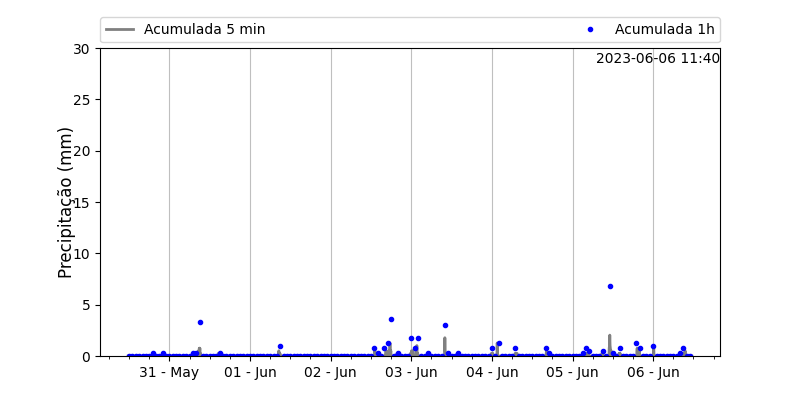 Acumulada 5 min
Acumulada 1h
2023-06-06 11:40
Precipitação (mm)
30
25
20
15
10
5
0
31 - May
01 - Jun
02 - Jun
03 - Jun
04 - Jun
05 - Jun
06 - Jun